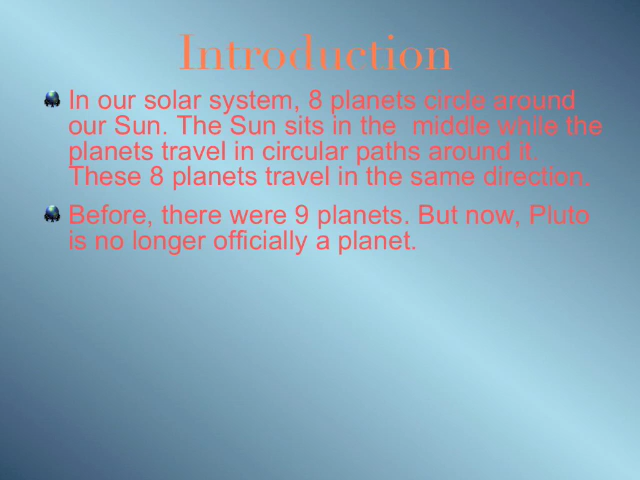 Introduction
In our solar system, 8 planets circle around
our Sun. The Sun sits in the  middle while the
planets travel in circular paths around it.
These 8 planets travel in the same direction.
Before, there were 9 planets. But now, Pluto
is no longer officially a planet.